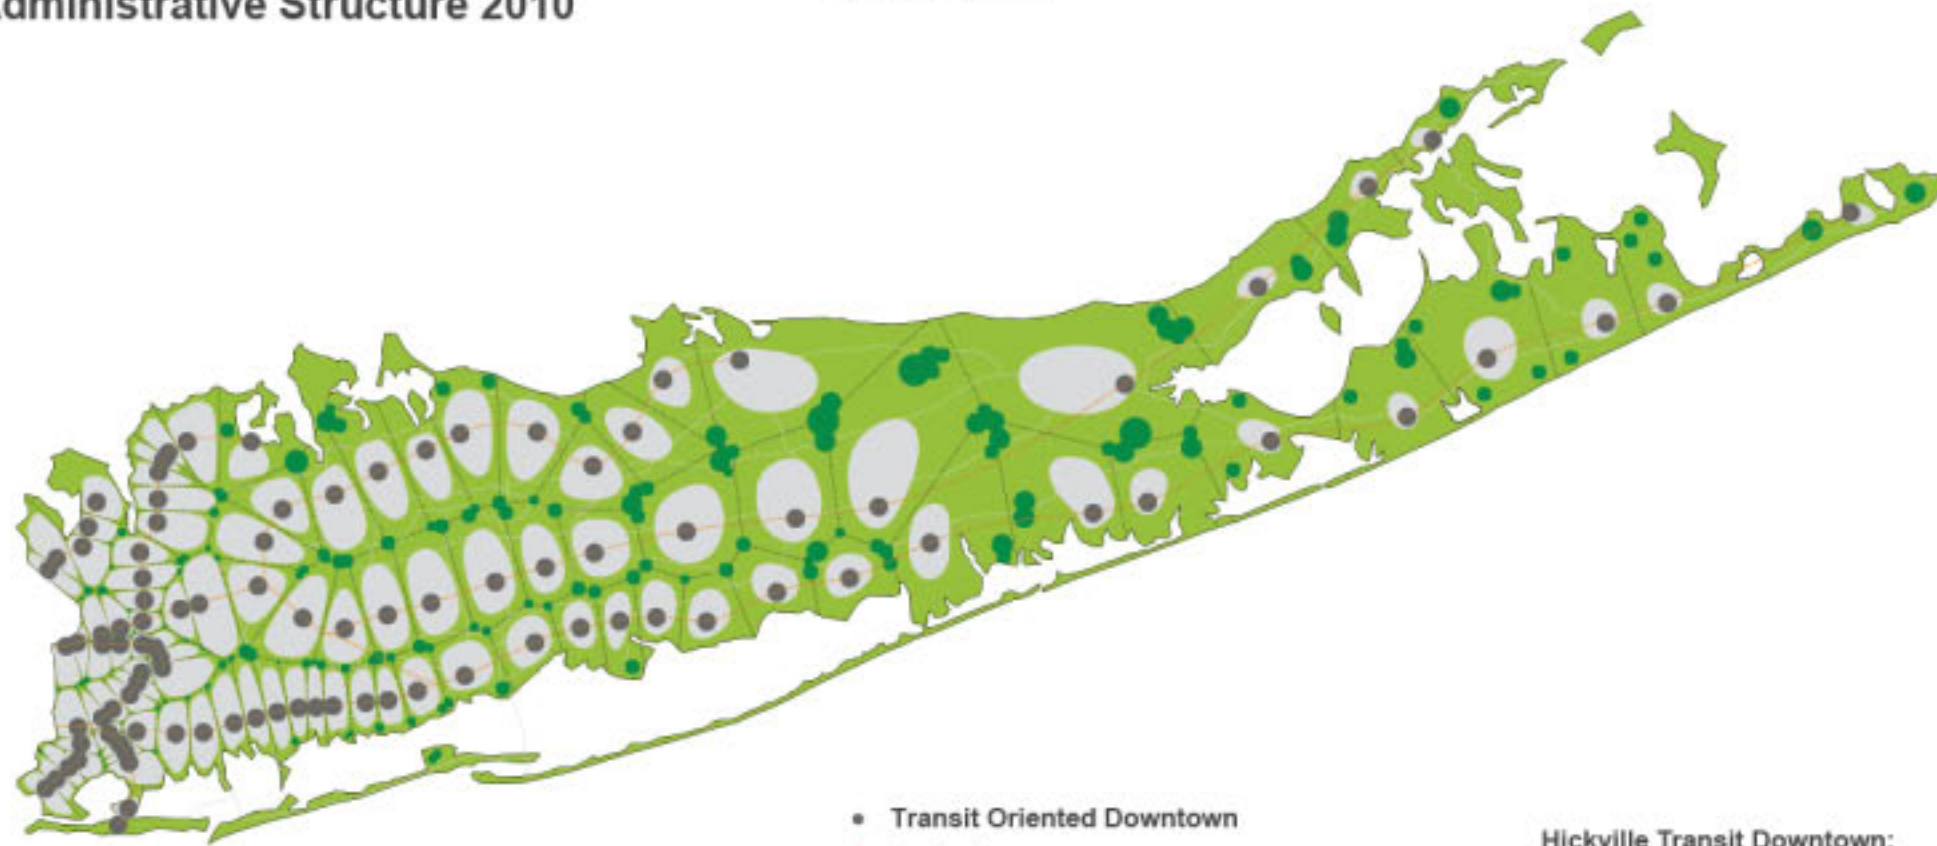 Administrative Structure 2010
Transit Oriented Downtown
Hickville Transit Downtown: